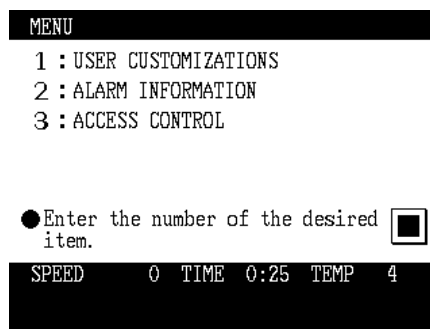 MENU
1 : USER CUSTOMIZATIONS
2 : ALARM INFORMATION
3 : ACCESS CONTROL
●Enter the number of the desired
item.
SPEED 0 TIME 0:25 TEMP 4